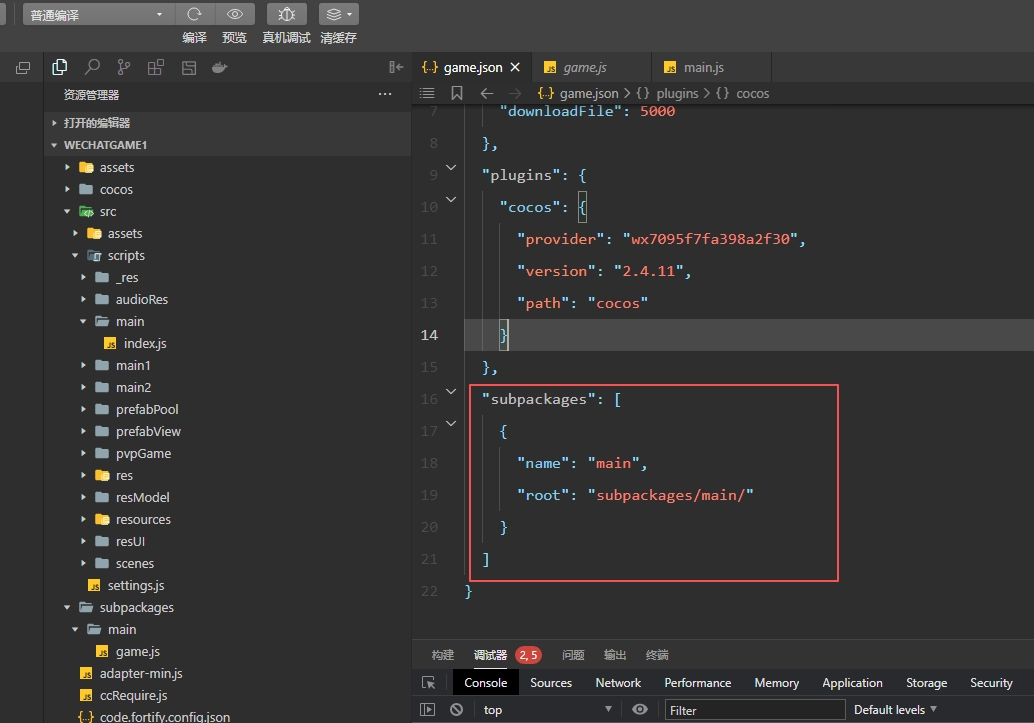 普通编译
编译 预览 真机调试 清缓存
game.json game.js main.js
资源管理器
game.json > plugins > cocos
打开的编辑器
WECHATGAME1
assets
cocos
src
assets
scripts
_res
audioRes
main
index.js
main1
main2
prefabPool
prefabView
pvpGame
res
resModel
resources
resUI
scenes
settings.js
subpackages
main
game.js
adapter-min.js
ccRequire.js
code.fortify.config.json
7 "downloadFile": 5000
8 },
9 "plugins": {
10 "cocos": {
11 "provider": "wx7095f7fa398a2f30",
12 "version": "2.4.11",
13 "path": "cocos"
14 }
15 },
16 "subpackages": [
17 {
18 "name": "main",
19 "root": "subpackages/main/"
20 }
21 ]
22 }
构建 调试器 2, 5 问题 输出 终端
Console Sources Network Performance Memory Application Storage Security
top Filter Default levels